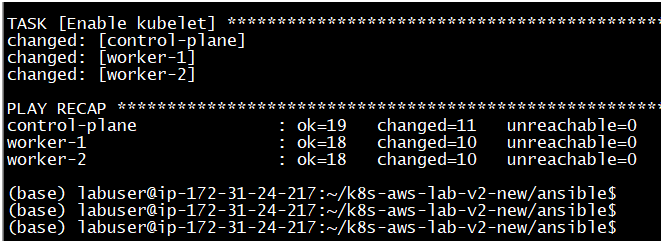 TASK [Enable kubelet] ********************************************
changed: [control-plane]
changed: [worker-1]
changed: [worker-2]
PLAY RECAP *******************************************************
control-plane              : ok=19   changed=11   unreachable=0
worker-1                   : ok=18   changed=10   unreachable=0
worker-2                   : ok=18   changed=10   unreachable=0
(base) labuser@ip-172-31-24-217:~/k8s-aws-lab-v2-new/ansible$
(base) labuser@ip-172-31-24-217:~/k8s-aws-lab-v2-new/ansible$
(base) labuser@ip-172-31-24-217:~/k8s-aws-lab-v2-new/ansible$